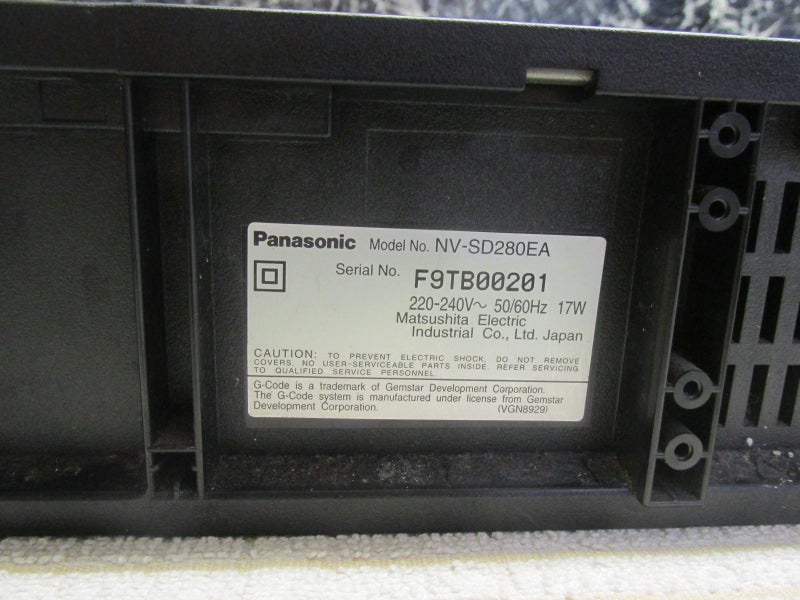 Panasonic Model No. NV-SD280EA
Serial No. F9TB00201
220-240V～ 50/60Hz 17W
Matsushita Electric
Industrial Co., Ltd. Japan
CAUTION: TO PREVENT ELECTRIC SHOCK, DO NOT REMOVE
COVERS. NO USER-SERVICEABLE PARTS INSIDE. REFER SERVICING
TO QUALIFIED SERVICE PERSONNEL.
G-Code is a trademark of Gemstar Development Corporation.
The G-Code system is manufactured under license from Gemstar
Development Corporation. (VGN8929)